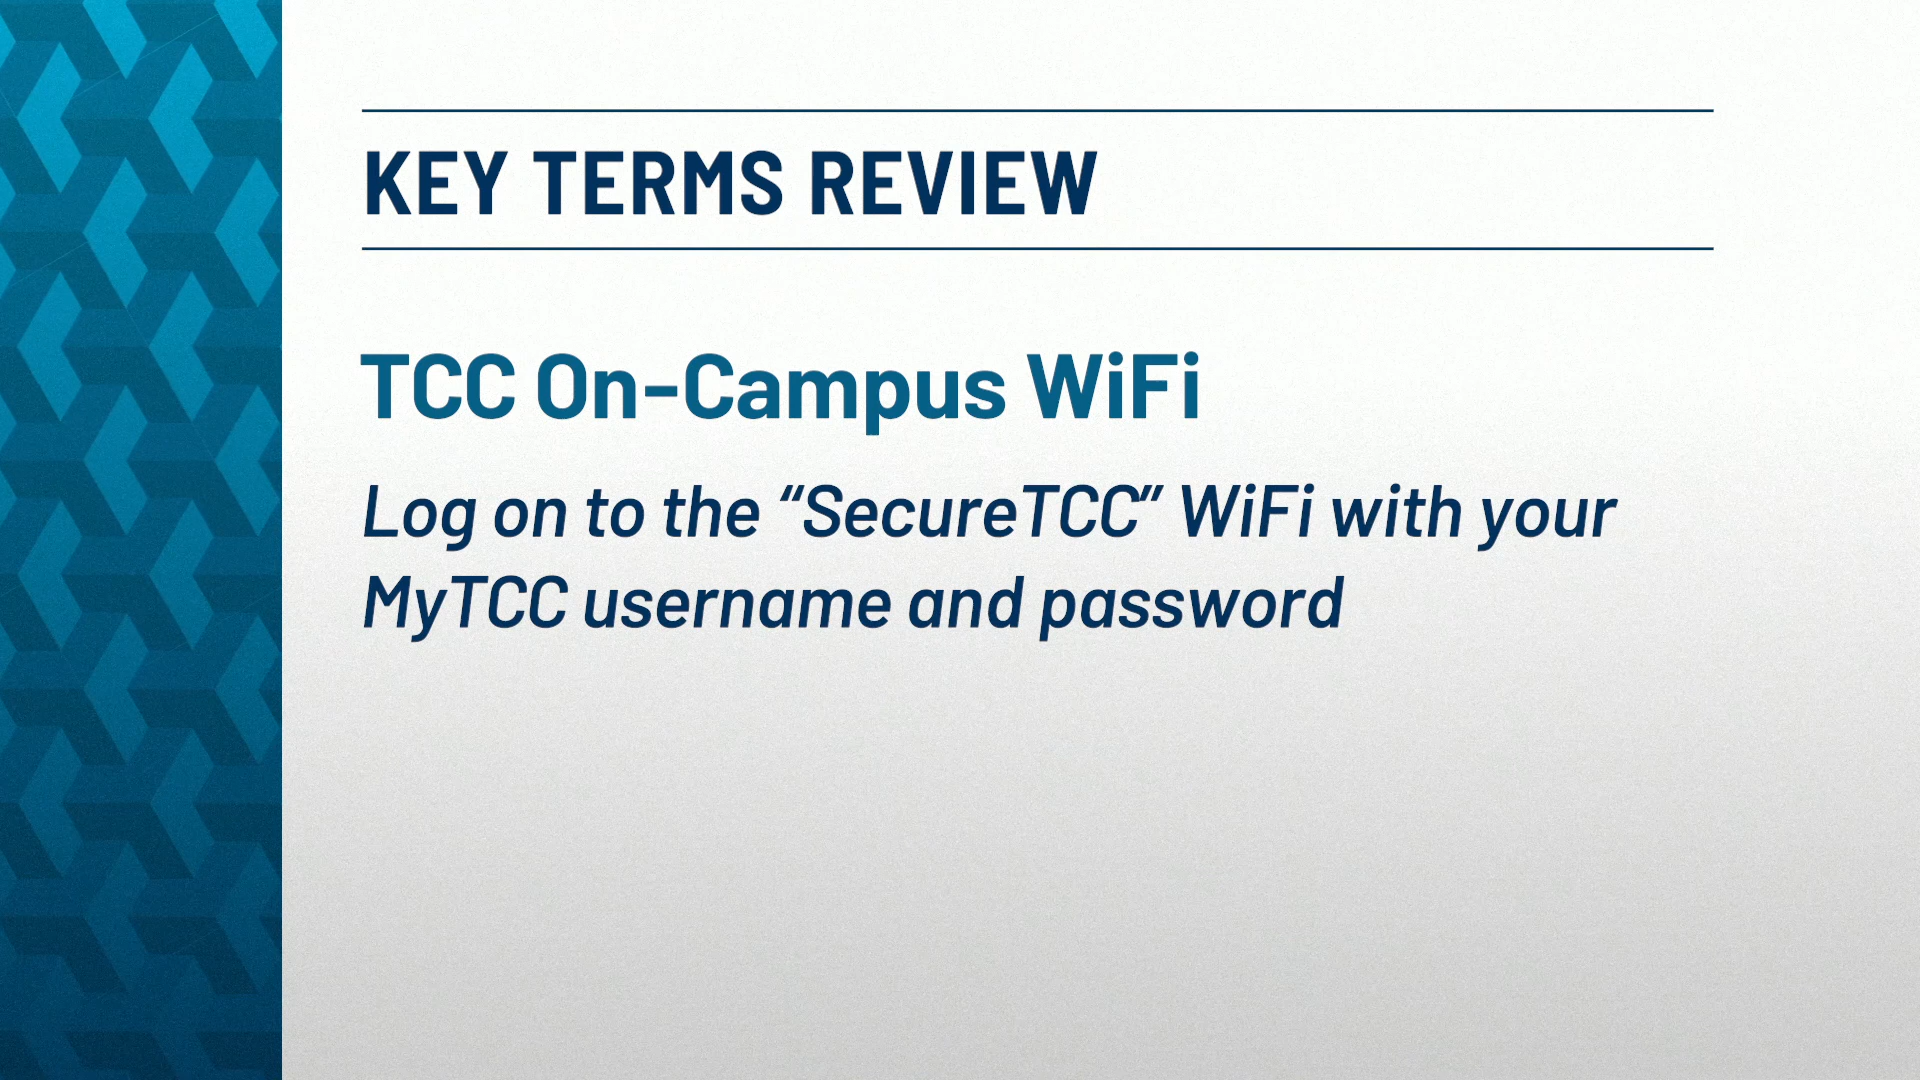 KEY TERMS REVIEW
TCC On-Campus WiFi
Log on to the “SecureTCC” WiFi with your
MyTCC username and password